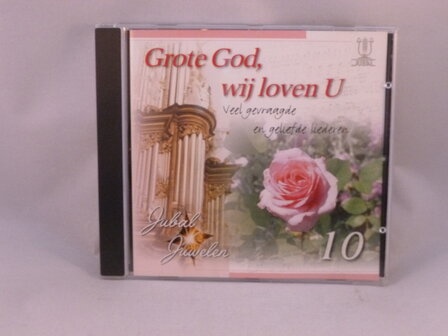 Grote God,
wij loven U
Veel gevraagde
en geliefde liederen
Jubal
Juwelen
10